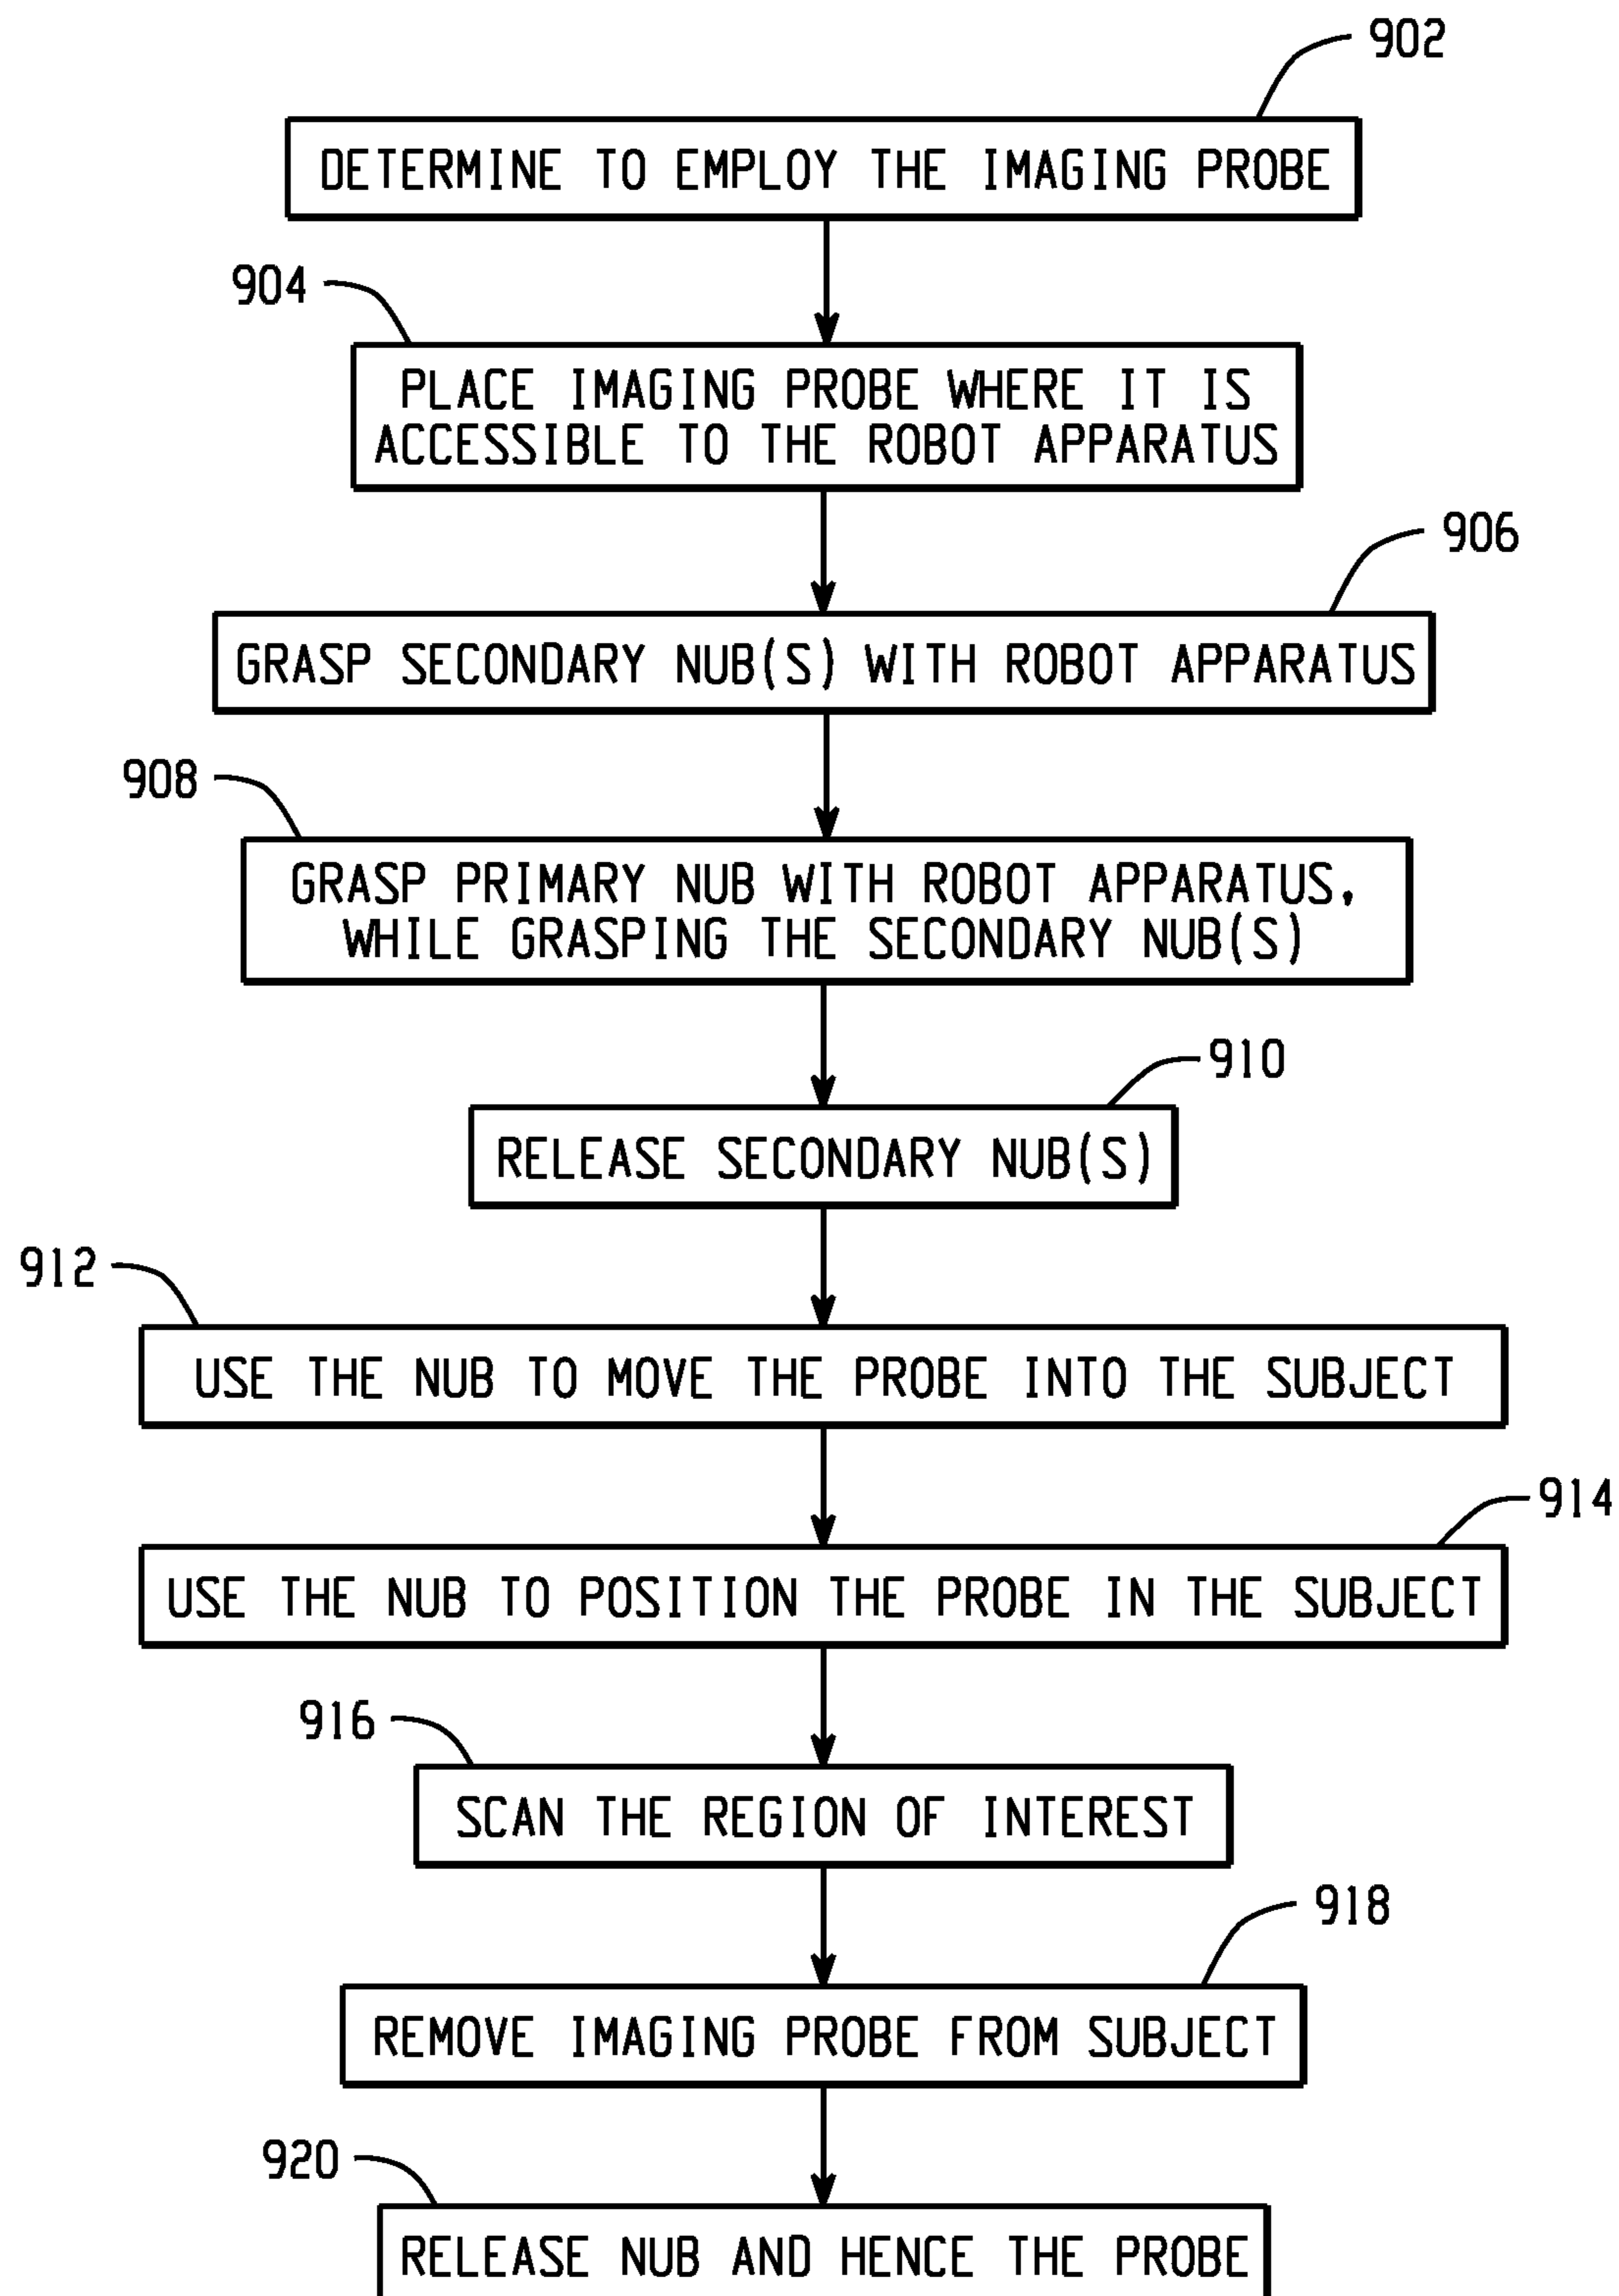 902
DETERMINE TO EMPLOY THE IMAGING PROBE
904
PLACE IMAGING PROBE WHERE IT IS
ACCESSIBLE TO THE ROBOT APPARATUS
906
GRASP SECONDARY NUB(S) WITH ROBOT APPARATUS
908
GRASP PRIMARY NUB WITH ROBOT APPARATUS,
WHILE GRASPING THE SECONDARY NUB(S)
910
RELEASE SECONDARY NUB(S)
912
USE THE NUB TO MOVE THE PROBE INTO THE SUBJECT
914
USE THE NUB TO POSITION THE PROBE IN THE SUBJECT
916
SCAN THE REGION OF INTEREST
918
REMOVE IMAGING PROBE FROM SUBJECT
920
RELEASE NUB AND HENCE THE PROBE